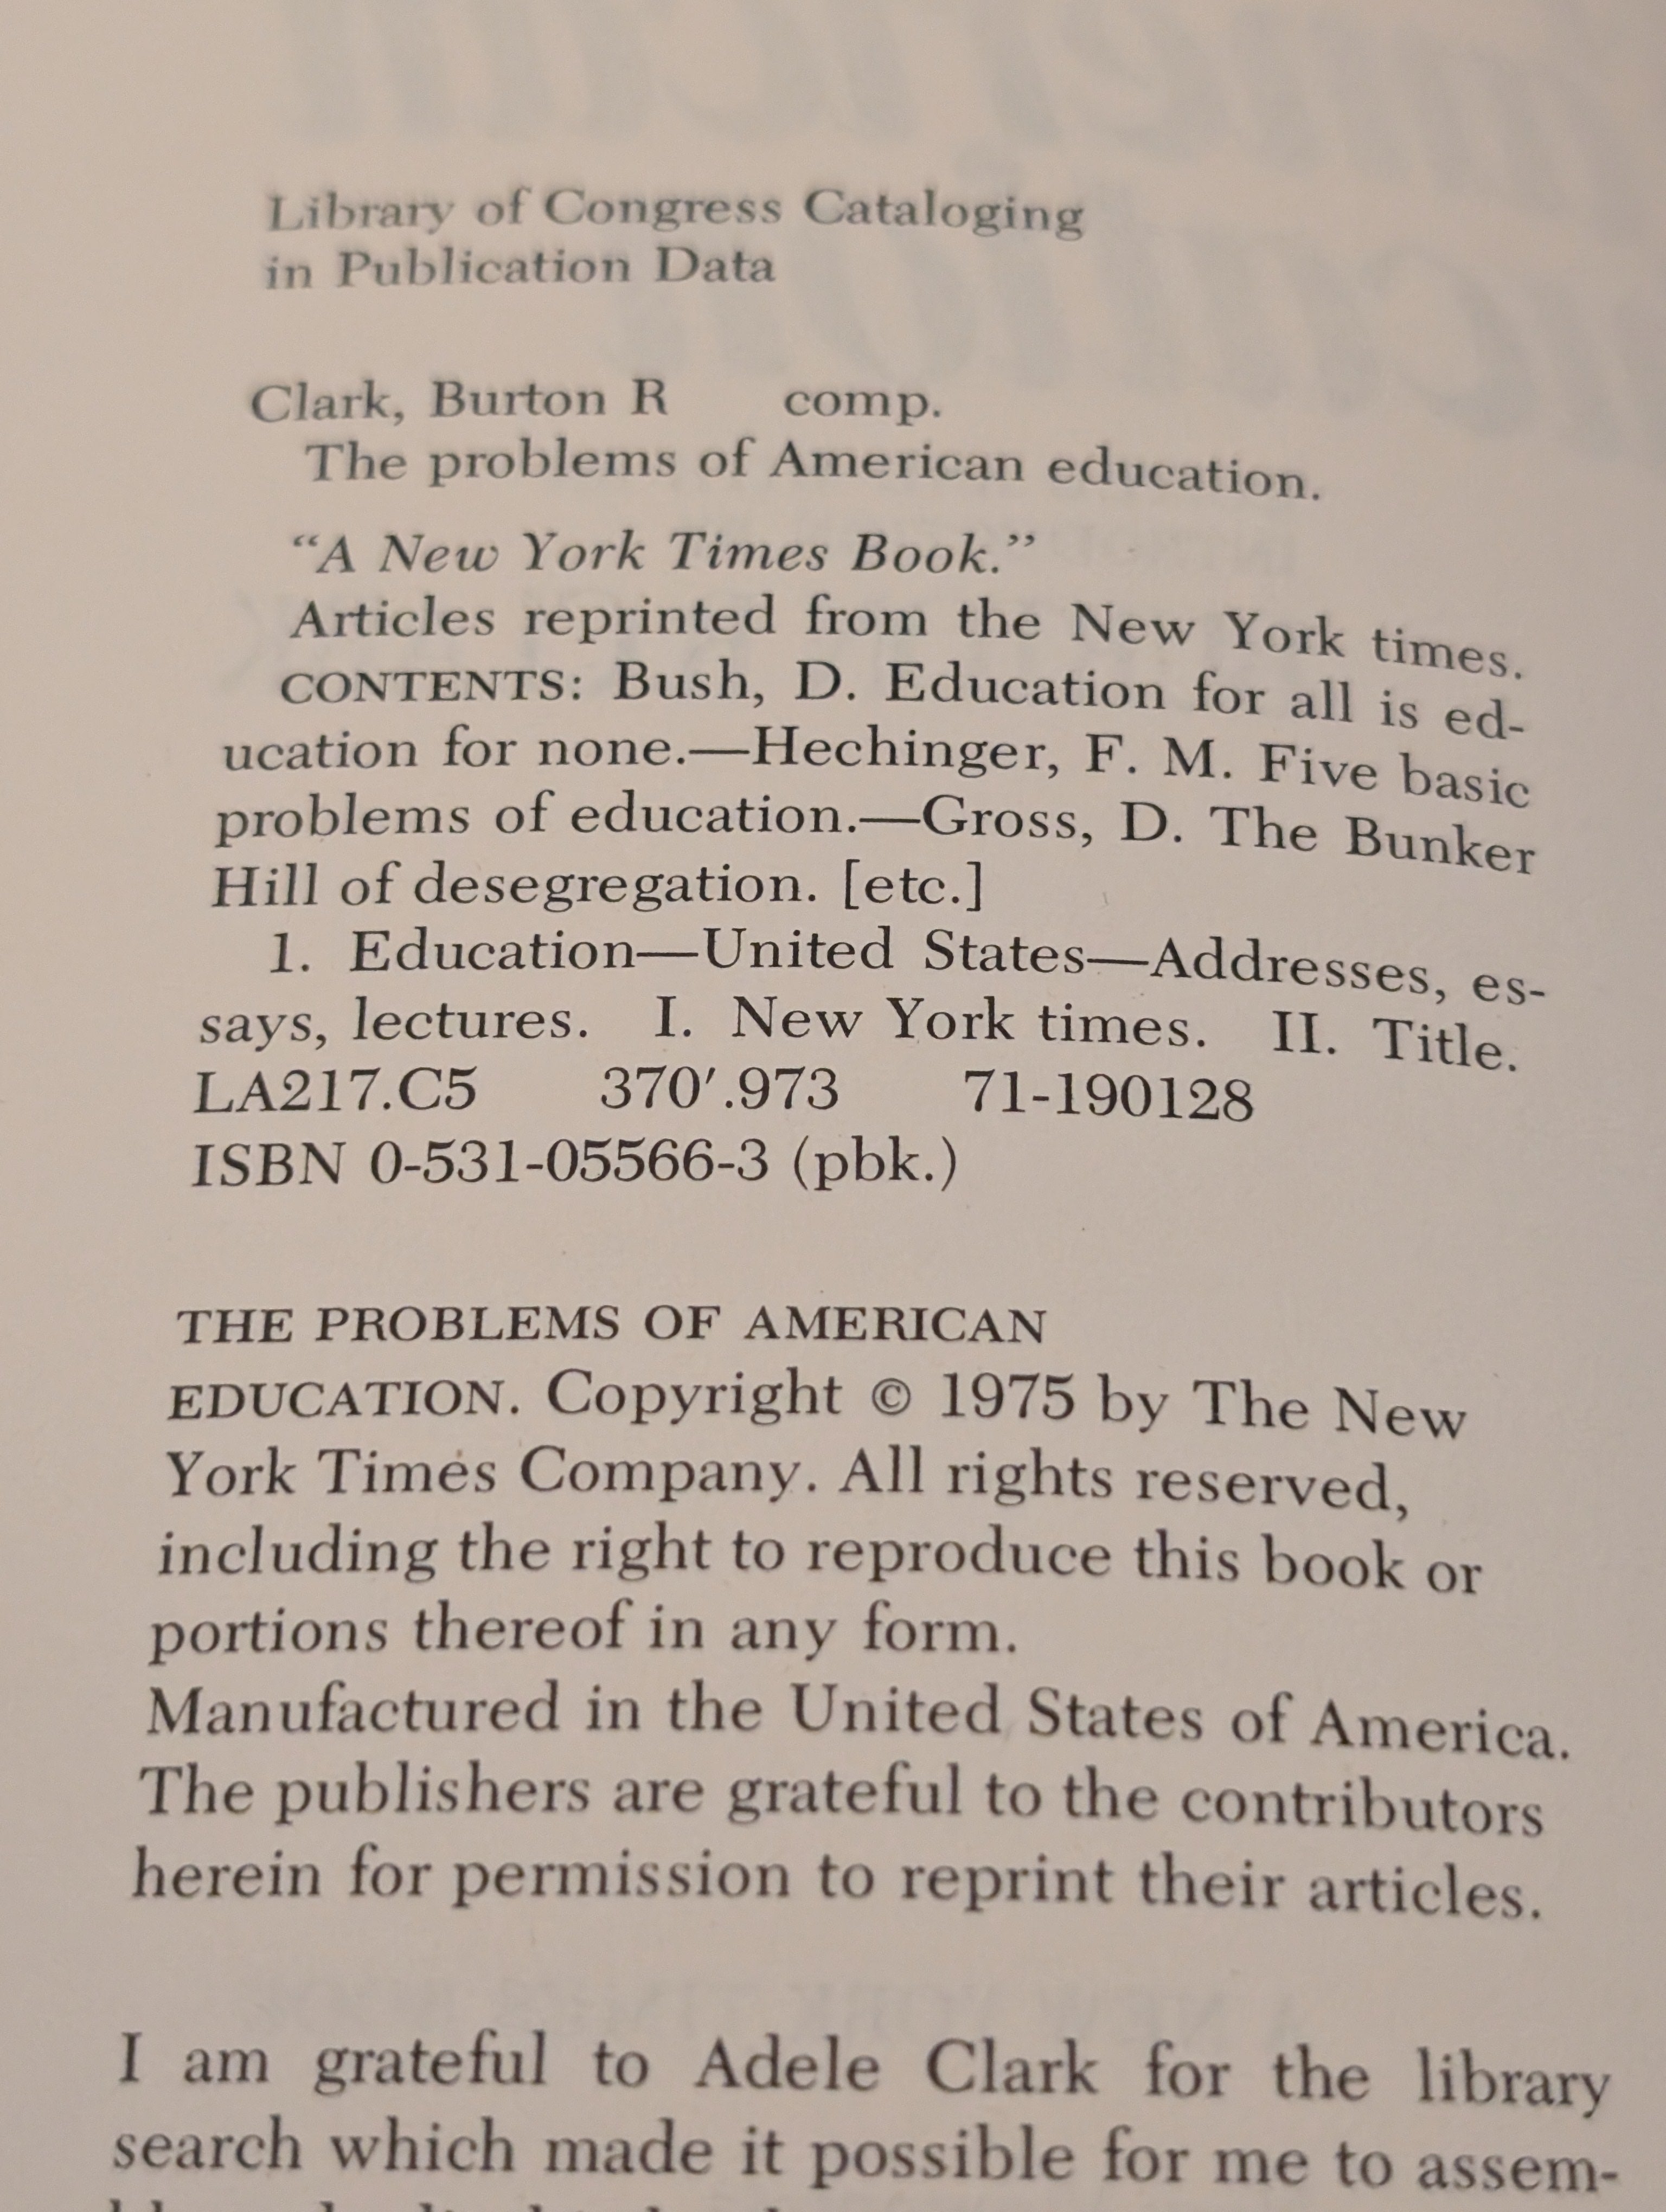 Library of Congress Cataloging
in Publication Data
Clark, Burton R comp.
The problems of American education.
“A New York Times Book.”
Articles reprinted from the New York times.
CONTENTS: Bush, D. Education for all is ed-
ucation for none.—Hechinger, F. M. Five basic
problems of education.—Gross, D. The Bunker
Hill of desegregation. [etc.]
1. Education—United States—Addresses, es-
says, lectures. I. New York times. II. Title.
LA217.C5 370′.973 71-190128
ISBN 0-531-05566-3 (pbk.)
THE PROBLEMS OF AMERICAN
EDUCATION. Copyright © 1975 by The New
York Times Company. All rights reserved,
including the right to reproduce this book or
portions thereof in any form.
Manufactured in the United States of America.
The publishers are grateful to the contributors
herein for permission to reprint their articles.
I am grateful to Adele Clark for the library
search which made it possible for me to assem-